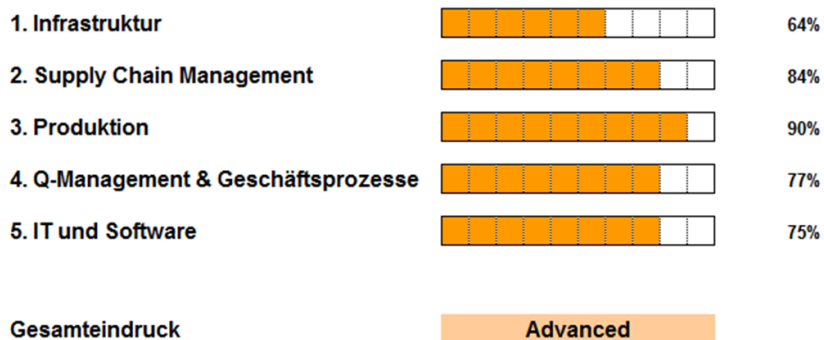 1. Infrastruktur 64%
2. Supply Chain Management 84%
3. Produktion 90%
4. Q-Management & Geschäftsprozesse 77%
5. IT und Software 75%
Gesamteindruck Advanced